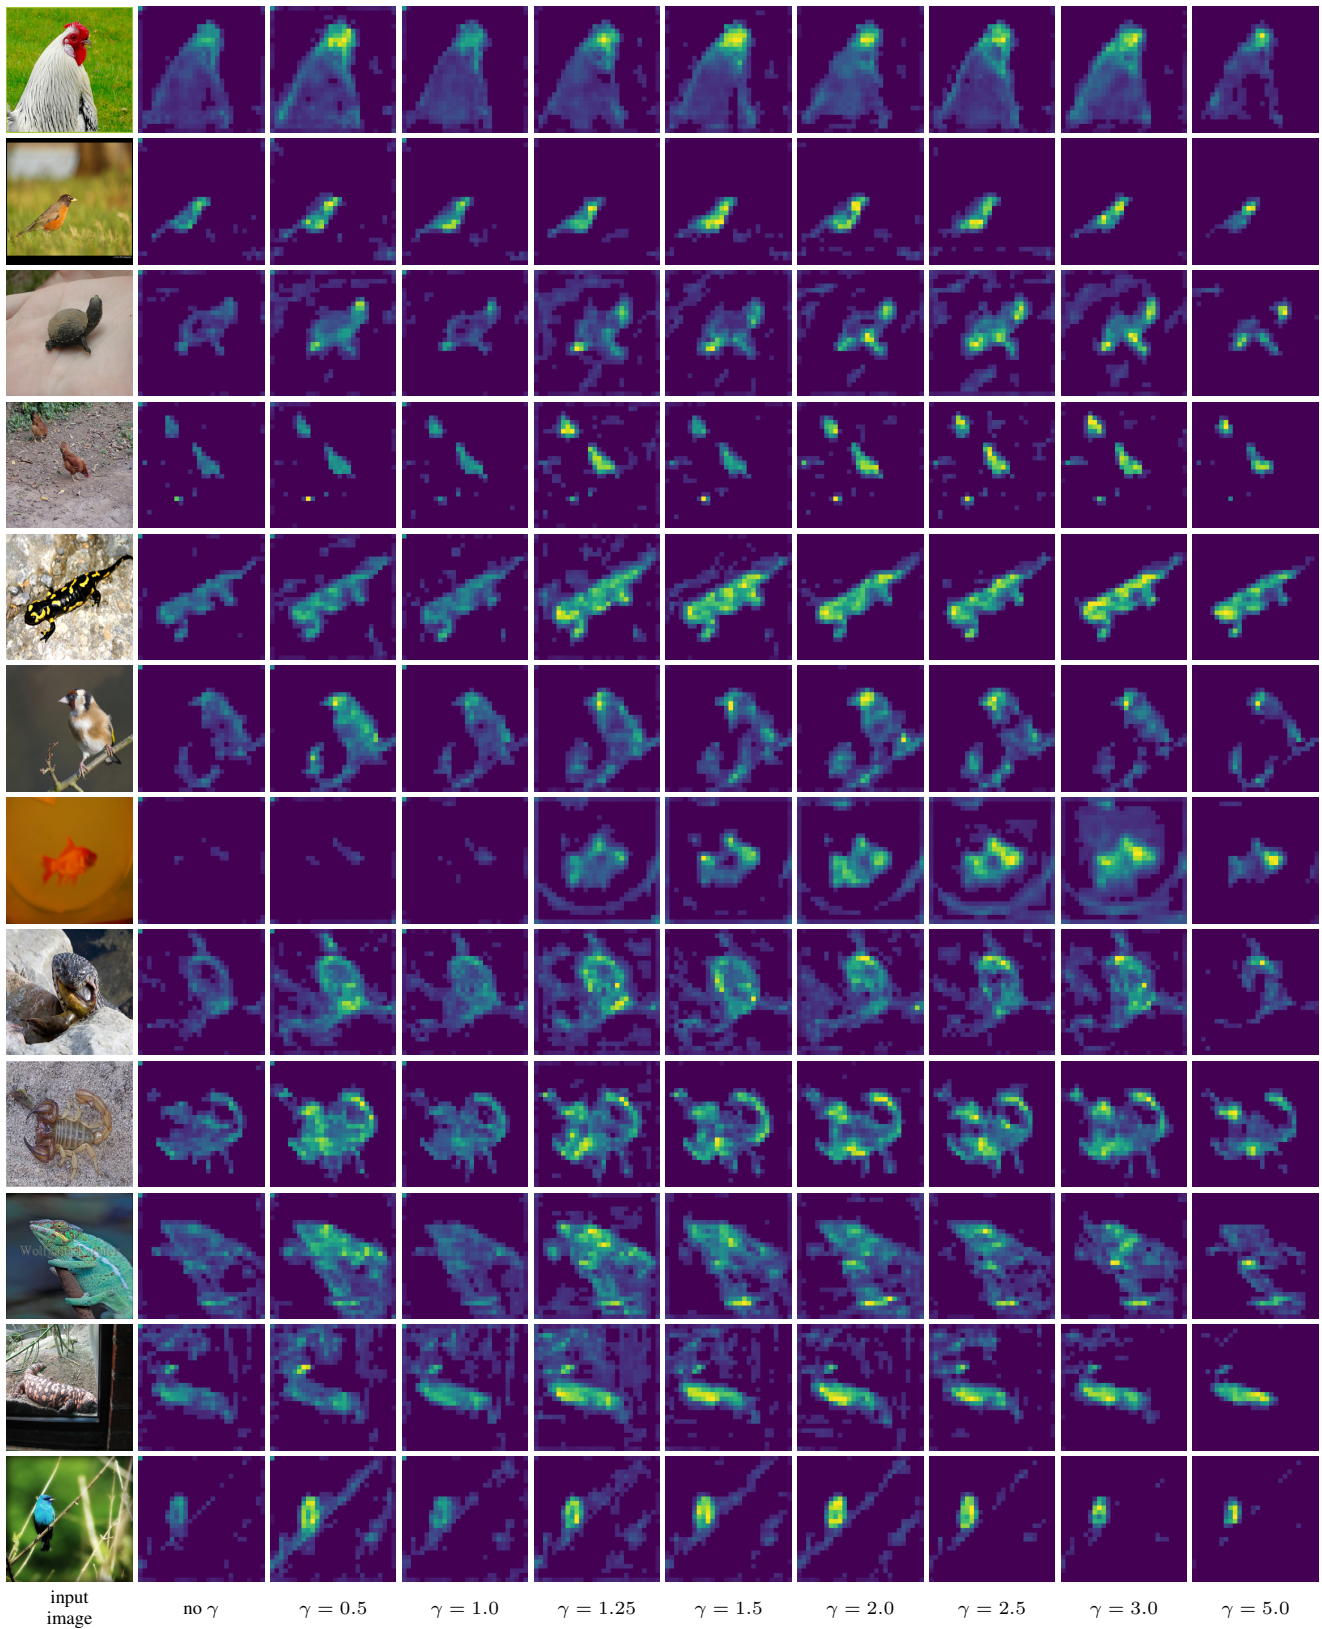 input
image
no γ
γ = 0.5
γ = 1.0
γ = 1.25
γ = 1.5
γ = 2.0
γ = 2.5
γ = 3.0
γ = 5.0